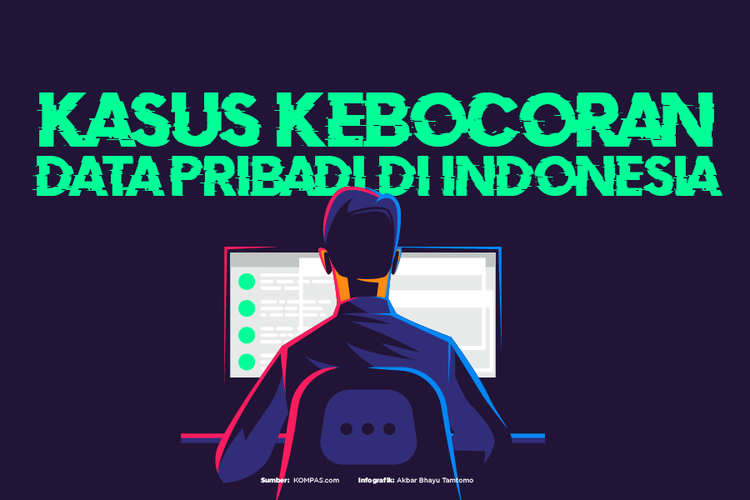 KASUS KEBOCORAN
DATA PRIBADI DI INDONESIA
Sumber: KOMPAS.com Infografik: Akbar Bhayu Tamtomo